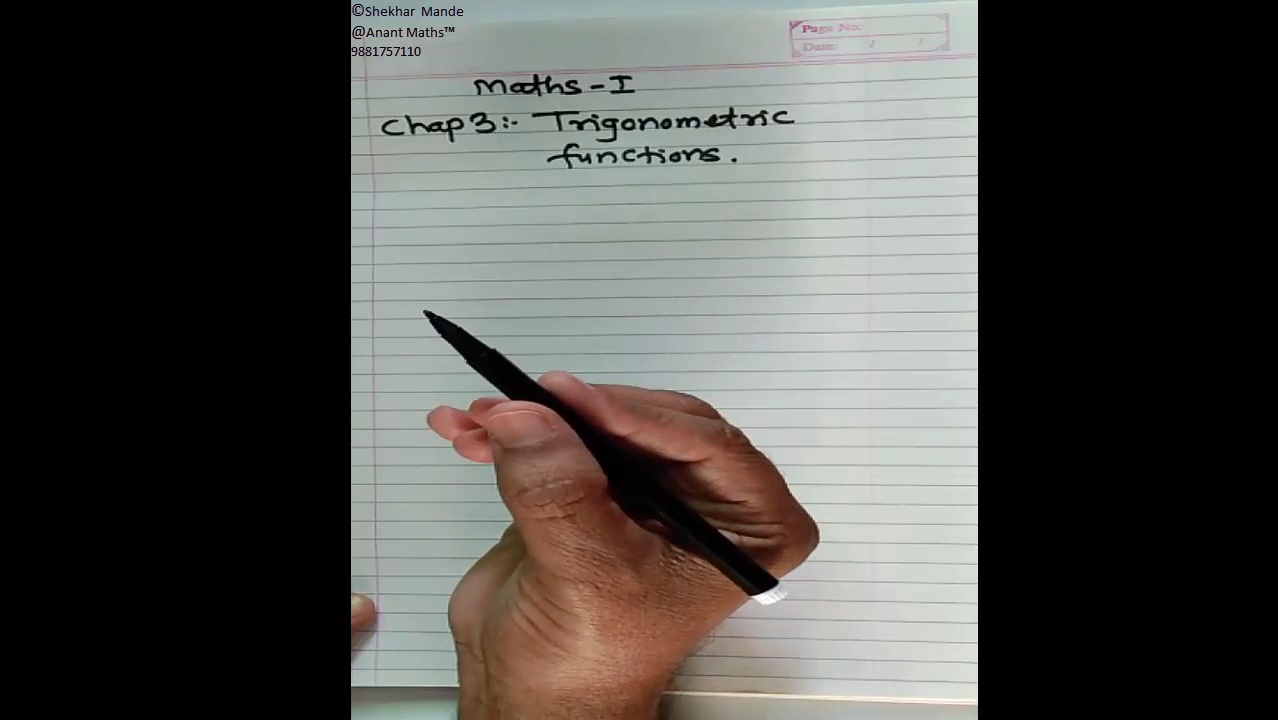 ©Shekhar Mande
@Anant Maths™
9881757110
Page No:
Date: / /
Maths - I
Chap 3:- Trigonometric
functions.